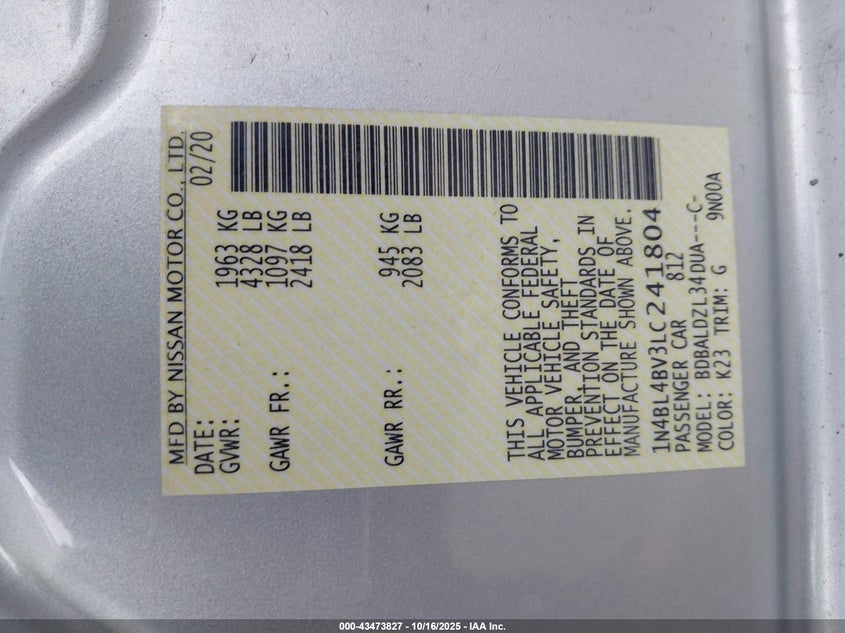 MFD BY NISSAN MOTOR CO., LTD.
DATE: 02/20
GVWR: 1963 KG
4328 LB
GAWR FR.: 1097 KG
2418 LB
GAWR RR.: 945 KG
2083 LB
THIS VEHICLE CONFORMS TO
ALL APPLICABLE FEDERAL
MOTOR VEHICLE SAFETY,
BUMPER, AND THEFT
PREVENTION STANDARDS IN
EFFECT ON THE DATE OF
MANUFACTURE SHOWN ABOVE.
1N4BL4BV3LC241804
PASSENGER CAR 812
MODEL: BDBALDZL34DUA---C-
COLOR: K23 TRIM: G 9N00A
000-43473827 - 10/16/2025 - IAA Inc.